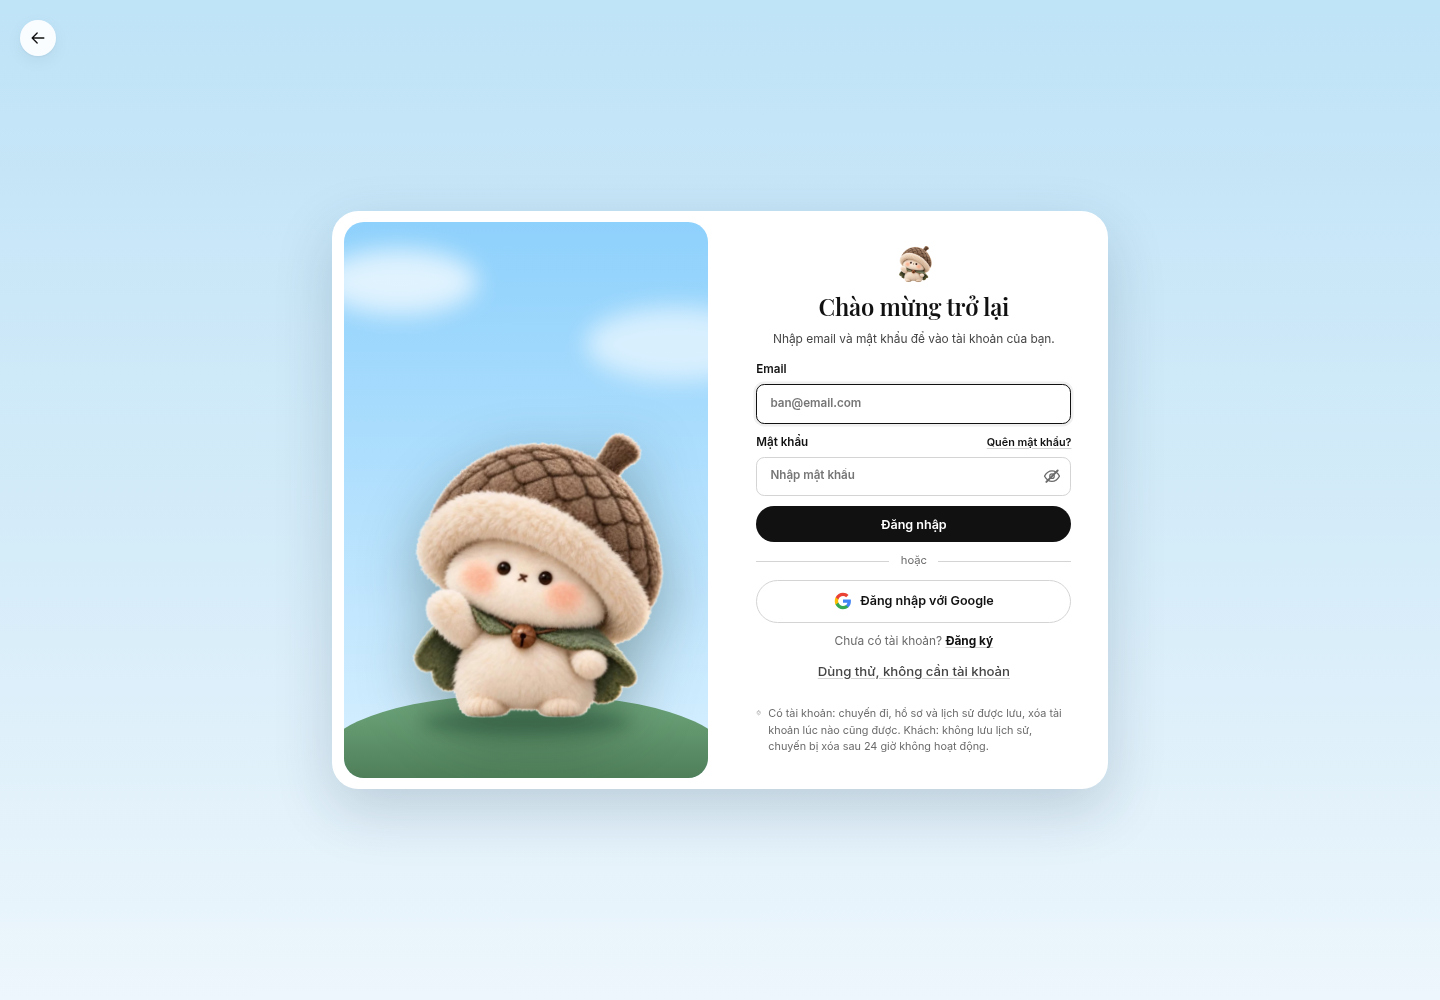 Chào mừng trở lại
Nhập email và mật khẩu để vào tài khoản của bạn.
Email
ban@email.com
Mật khẩu
Quên mật khẩu?
Nhập mật khẩu
Đăng nhập
hoặc
Đăng nhập với Google
Chưa có tài khoản? Đăng ký
Dùng thử, không cần tài khoản
Có tài khoản: chuyến đi, hồ sơ và lịch sử được lưu, xóa tài
khoản lúc nào cũng được. Khách: không lưu lịch sử,
chuyến bị xóa sau 24 giờ không hoạt động.